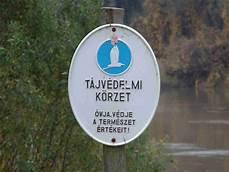 TÁJVÉDELMI
KÖRZET
ÓVJA, VÉDJE
A TERMÉSZET
ÉRTÉKEIT!